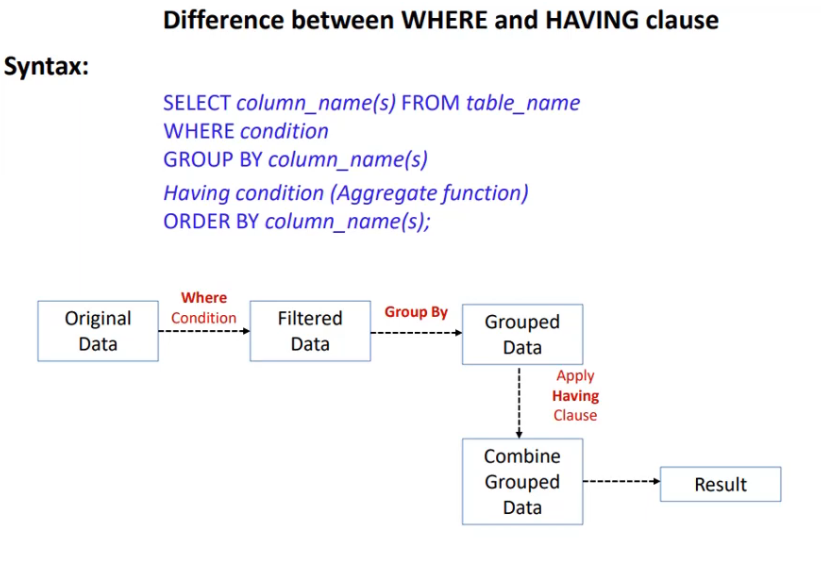 Difference between WHERE and HAVING clause
Syntax:
SELECT column_name(s) FROM table_name
WHERE condition
GROUP BY column_name(s)
Having condition (Aggregate function)
ORDER BY column_name(s);
Original
Data
Where
Condition
Filtered
Data
Group By
Grouped
Data
Apply
Having
Clause
Combine
Grouped
Data
Result